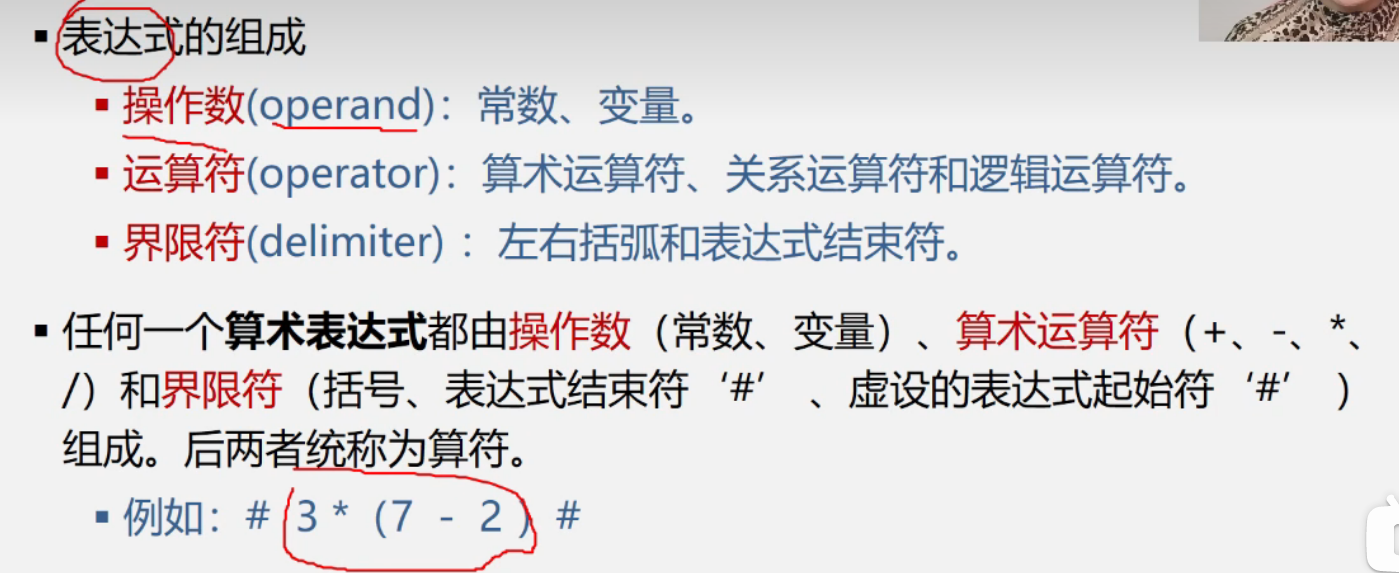 ▪ 表达式的组成
▪ 操作数(operand)：常数、变量。
▪ 运算符(operator)：算术运算符、关系运算符和逻辑运算符。
▪ 界限符(delimiter)：左右括弧和表达式结束符。
▪ 任何一个算术表达式都由操作数（常数、变量）、算术运算符（+、-、*、
/）和界限符（括号、表达式结束符‘#’ 、虚设的表达式起始符‘#’ ）
组成。后两者统称为算符。
▪ 例如：# 3 * (7 - 2 ) #